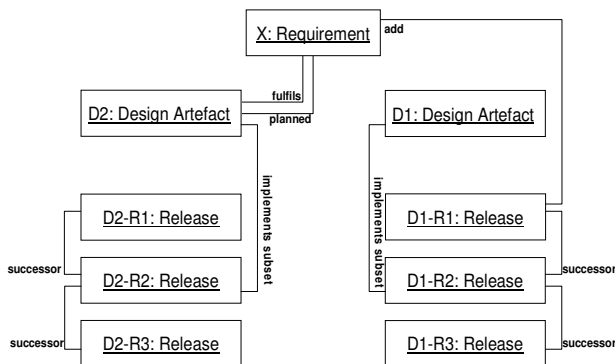 X: Requirement
add
fulfils
planned
D2: Design Artefact
D1: Design Artefact
implements subset
implements subset
D2-R1: Release
D1-R1: Release
successor
D2-R2: Release
D1-R2: Release
successor
successor
D2-R3: Release
D1-R3: Release
successor